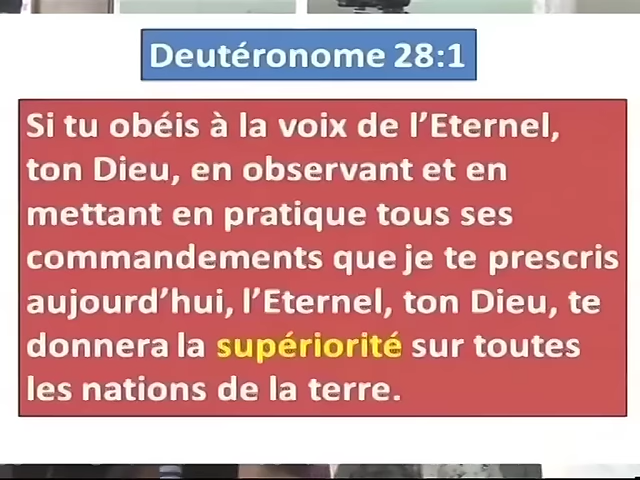 Deutéronome 28:1
Si tu obéis à la voix de l’Eternel,
ton Dieu, en observant et en
mettant en pratique tous ses
commandements que je te prescris
aujourd’hui, l’Eternel, ton Dieu, te
donnera la supériorité sur toutes
les nations de la terre.